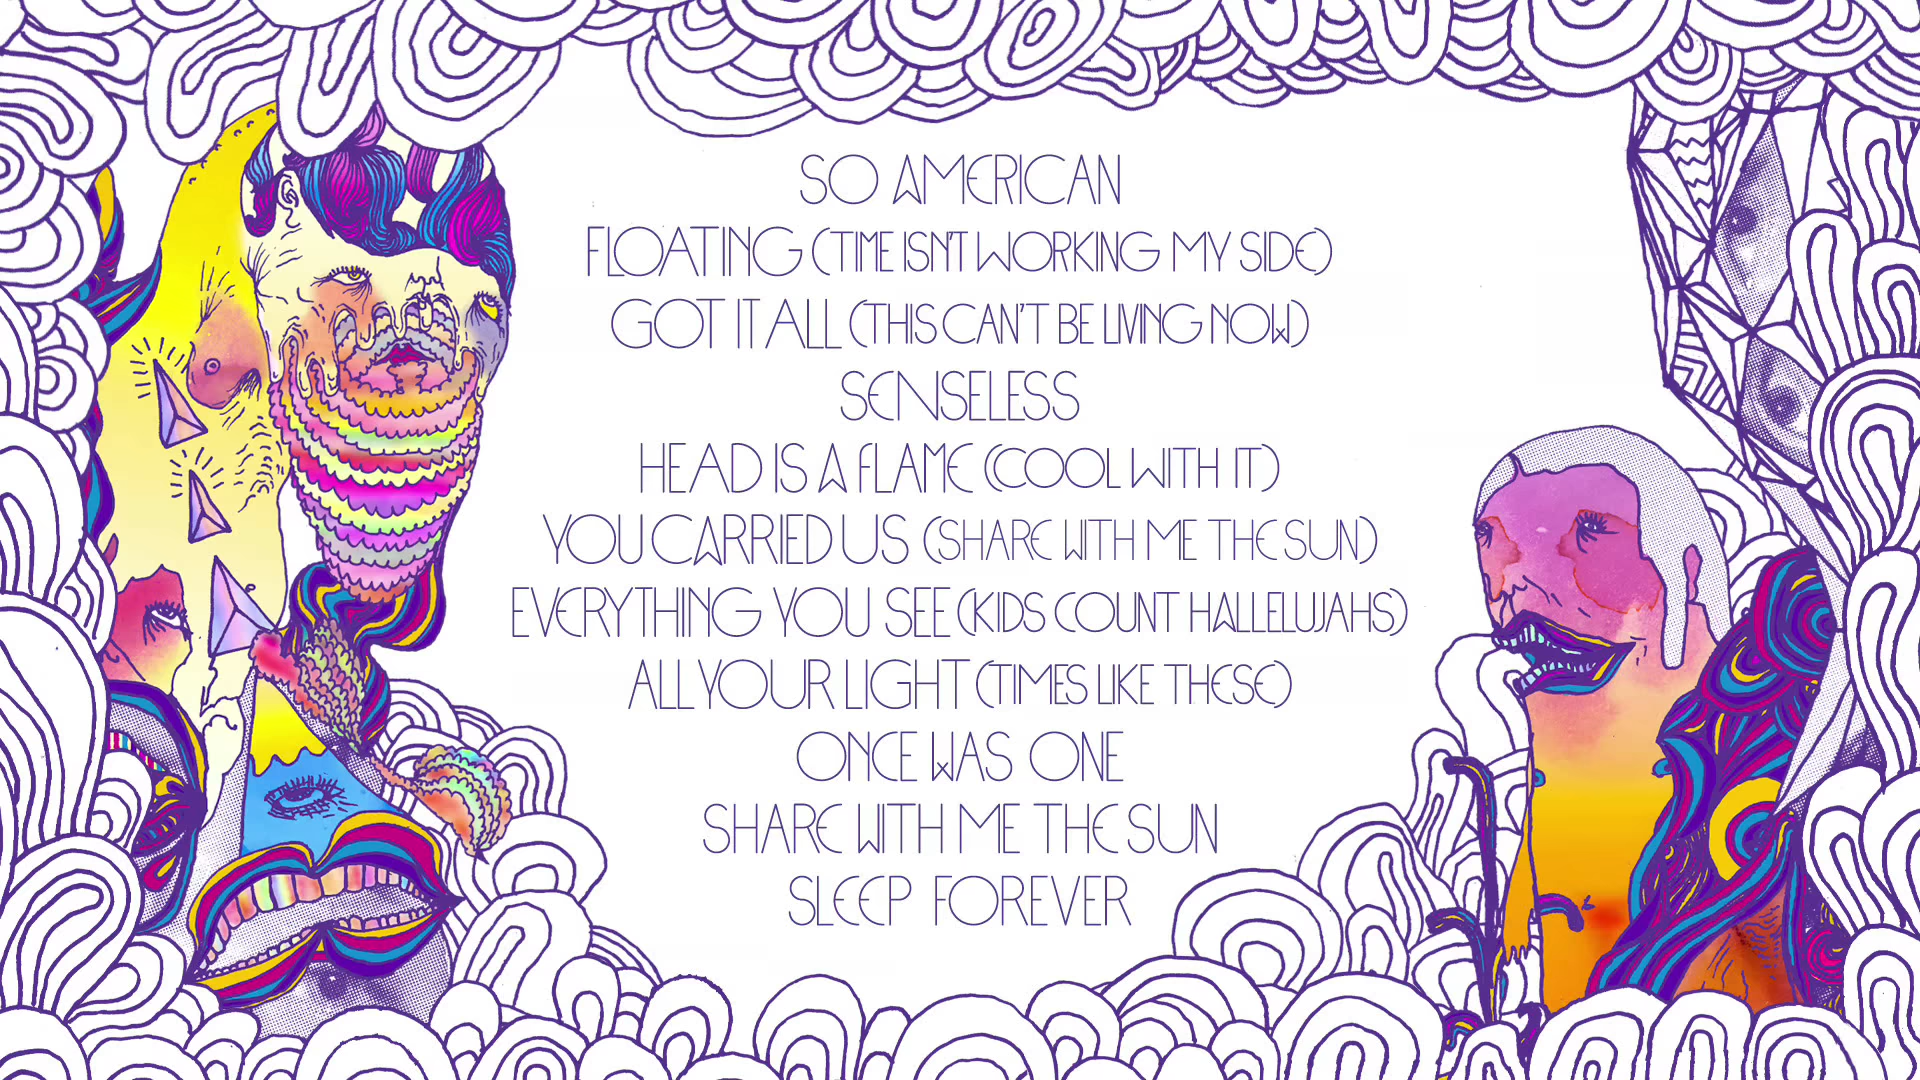 SO AMERICAN
FLOATING (TIME ISN'T WORKING MY SIDE)
GOT IT ALL (THIS CAN'T BE LIVING NOW)
SENSELESS
HEAD IS A FLAME (COOL WITH IT)
YOU CARRIED US (SHARE WITH ME THE SUN)
EVERYTHING YOU SEE (KIDS COUNT HALLELUJAHS)
ALL YOUR LIGHT (TIMES LIKE THESE)
ONCE WAS ONE
SHARE WITH ME THE SUN
SLEEP FOREVER